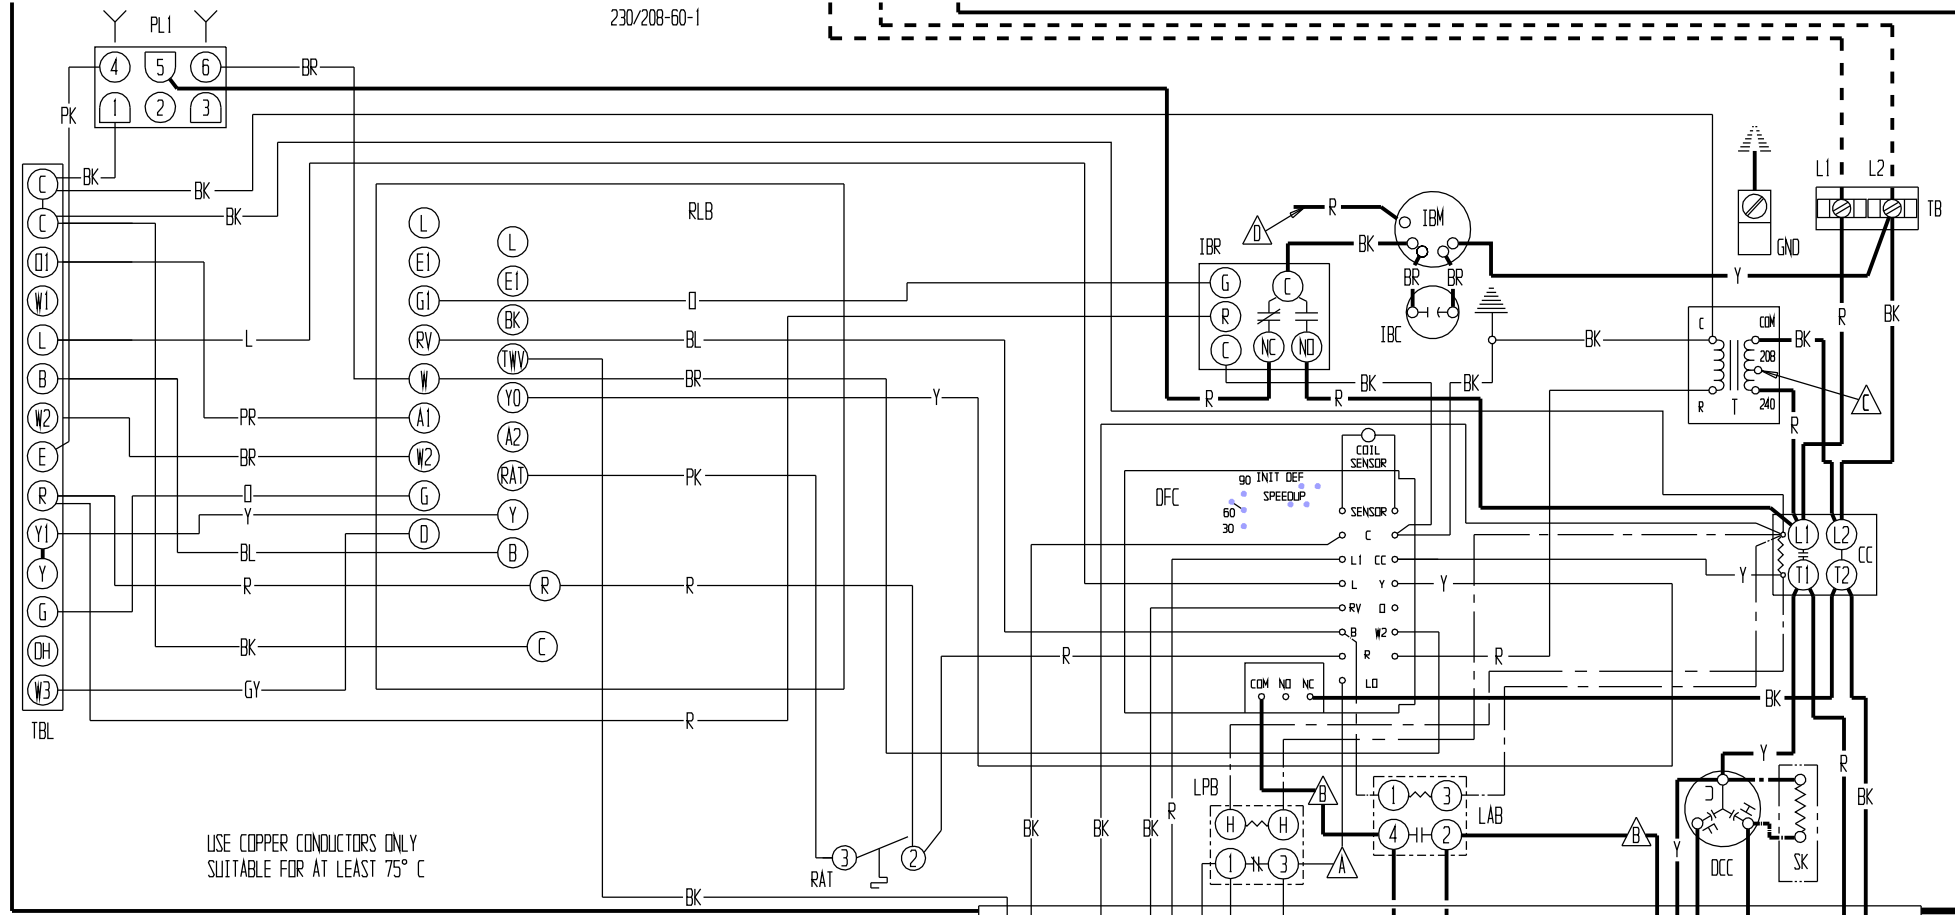 230/208-60-1
PL1
4 5 6
1 2 3
BR
PK
BK
BK
BK
L1 L2
TB
GND
C
C
O1
W1
L
B
W2
E
R
Y1
Y
G
DH
W3
TBL
L
PR
BR
O
Y
BL
R
BK
GY
RLB
L
E1
G1
RV
W
A1
W2
G
D
L
E1
BK
TWV
YO
A2
RAT
Y
B
R
C
O
BL
BR
Y
PK
R
R
BK
R
D
R
IBM
IBR
BK
BR BR
IBC
G
R
C
C
NC NO
R
BK
R
BK
BK
Y
R
BK
C COM
BK
208
R T 240
C
R
COIL
SENSOR
DFC
90 INIT DEF
SPEEDUP
60
30
SENSOR
C
L1 CC
L Y
RV O
B W2
R
LO
COM NO NC
Y
R
Y
BK
L1 L2
CC
T1 T2
Y
R
BK
LPB
H H
1 3
B
A
1 3
4 2
LAB
B
Y
C
F
H
DCC
SK
BK
BK
BK
R
RAT
3 2
USE COPPER CONDUCTORS ONLY
SUITABLE FOR AT LEAST 75° C